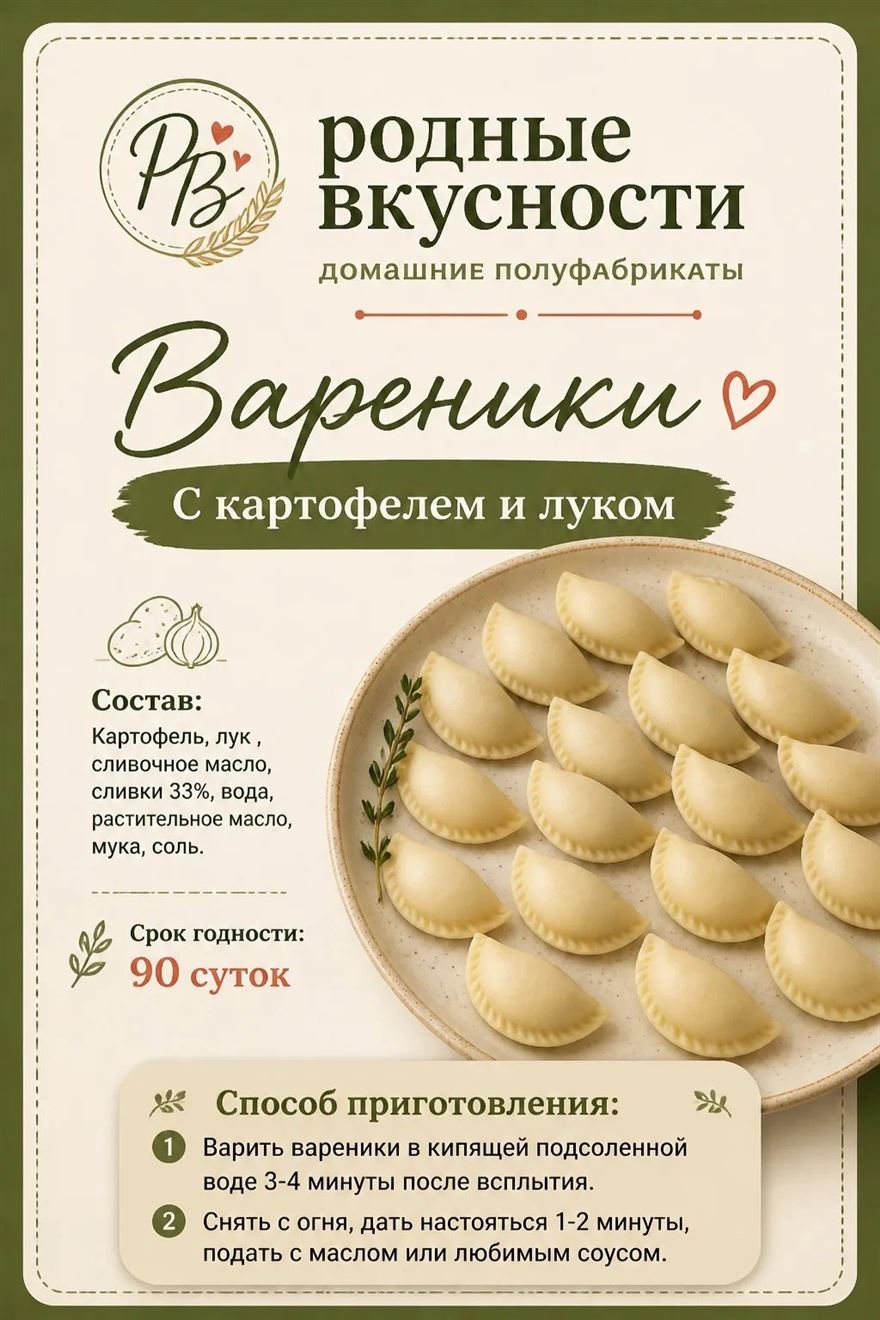 РВ
родные
вкусности
домашние полуфабрикаты
Вареники
С картофелем и луком
Состав:
Картофель, лук ,
сливочное масло,
сливки 33%, вода,
растительное масло,
мука, соль.
Срок годности:
90 суток
Способ приготовления:
1 Варить вареники в кипящей подсоленной
воде 3-4 минуты после всплытия.
2 Снять с огня, дать настояться 1-2 минуты,
подать с маслом или любимым соусом.